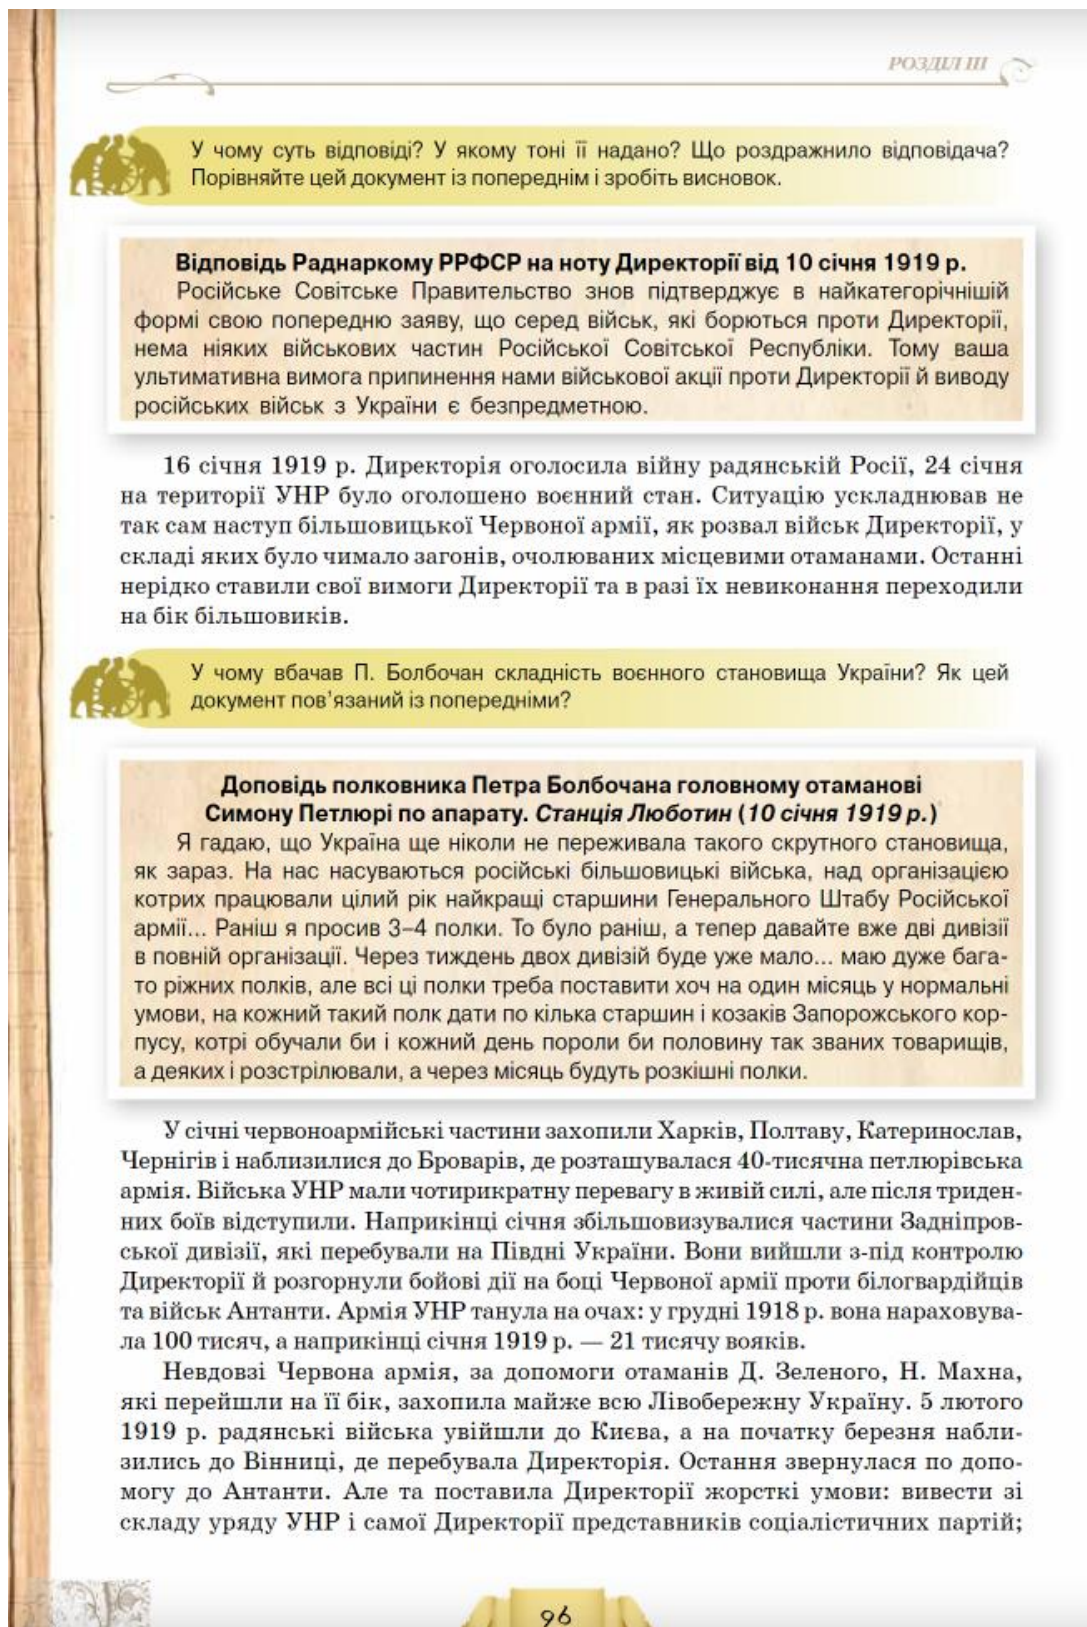 РОЗДІЛ III
У чому суть відповіді? У якому тоні її надано? Що роздражнило відповідача?
Порівняйте цей документ із попереднім і зробіть висновок.
Відповідь Раднаркому РРФСР на ноту Директорії від 10 січня 1919 р.
Російське Совітське Правительство знов підтверджує в найкатегорічнішій
формі свою попередню заяву, що серед військ, які борються проти Директорії,
нема ніяких військових частин Російської Совітської Республіки. Тому ваша
ультимативна вимога припинення нами військової акції проти Директорії й виводу
російських військ з України є безпредметною.
16 січня 1919 р. Директорія оголосила війну радянській Росії, 24 січня
на території УНР було оголошено воєнний стан. Ситуацію ускладнював не
так сам наступ більшовицької Червоної армії, як розвал військ Директорії, у
складі яких було чимало загонів, очолюваних місцевими отаманами. Останні
нерідко ставили свої вимоги Директорії та в разі їх невиконання переходили
на бік більшовиків.
У чому вбачав П. Болбочан складність воєнного становища України? Як цей
документ пов’язаний із попередніми?
Доповідь полковника Петра Болбочана головному отаманові
Симону Петлюрі по апарату. Станція Люботин (10 січня 1919 р.)
Я гадаю, що Україна ще ніколи не переживала такого скрутного становища,
як зараз. На нас насуваються російські більшовицькі війська, над організацією
котрих працювали цілий рік найкращі старшини Генерального Штабу Російської
армії... Раніш я просив 3–4 полки. То було раніш, а тепер давайте вже дві дивізії
в повній організації. Через тиждень двох дивізій буде уже мало... маю дуже бага-
то ріжних полків, але всі ці полки треба поставити хоч на один місяць у нормальні
умови, на кожний такий полк дати по кілька старшин і козаків Запорожського кор-
пусу, котрі обучали би і кожний день пороли би половину так званих товарищів,
а деяких і розстрілювали, а через місяць будуть розкішні полки.
У січні червоноармійські частини захопили Харків, Полтаву, Катеринослав,
Чернігів і наблизилися до Броварів, де розташувалася 40-тисячна петлюрівська
армія. Війська УНР мали чотирикратну перевагу в живій силі, але після триден-
них боїв відступили. Наприкінці січня збільшовизувалися частини Задніпров-
ської дивізії, які перебували на Півдні України. Вони вийшли з-під контролю
Директорії й розгорнули бойові дії на боці Червоної армії проти білогвардійців
та військ Антанти. Армія УНР танула на очах: у грудні 1918 р. вона нараховува-
ла 100 тисяч, а наприкінці січня 1919 р. — 21 тисячу вояків.
Невдовзі Червона армія, за допомоги отаманів Д. Зеленого, Н. Махна,
які перейшли на її бік, захопила майже всю Лівобережну Україну. 5 лютого
1919 р. радянські війська увійшли до Києва, а на початку березня набли-
зились до Вінниці, де перебувала Директорія. Остання звернулася по допо-
могу до Антанти. Але та поставила Директорії жорсткі умови: вивести зі
складу уряду УНР і самої Директорії представників соціалістичних партій;
96